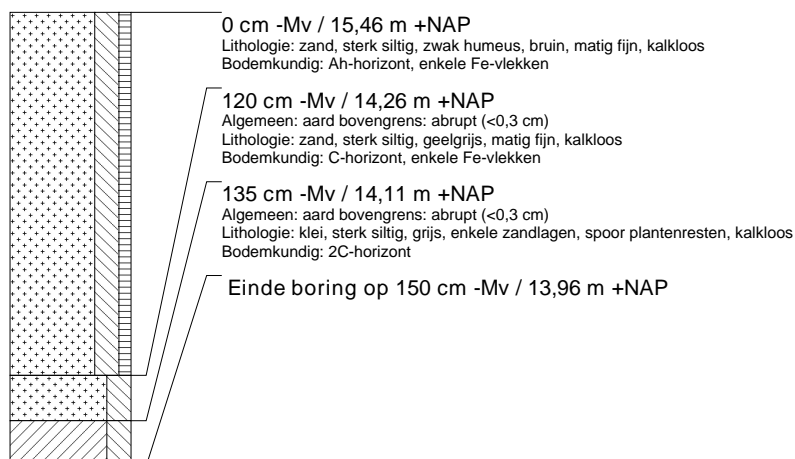 0 cm -Mv / 15,46 m +NAP
Lithologie: zand, sterk siltig, zwak humeus, bruin, matig fijn, kalkloos
Bodemkundig: Ah-horizont, enkele Fe-vlekken
120 cm -Mv / 14,26 m +NAP
Algemeen: aard bovengrens: abrupt (<0,3 cm)
Lithologie: zand, sterk siltig, geelgrijs, matig fijn, kalkloos
Bodemkundig: C-horizont, enkele Fe-vlekken
135 cm -Mv / 14,11 m +NAP
Algemeen: aard bovengrens: abrupt (<0,3 cm)
Lithologie: klei, sterk siltig, grijs, enkele zandlagen, spoor plantenresten, kalkloos
Bodemkundig: 2C-horizont
Einde boring op 150 cm -Mv / 13,96 m +NAP